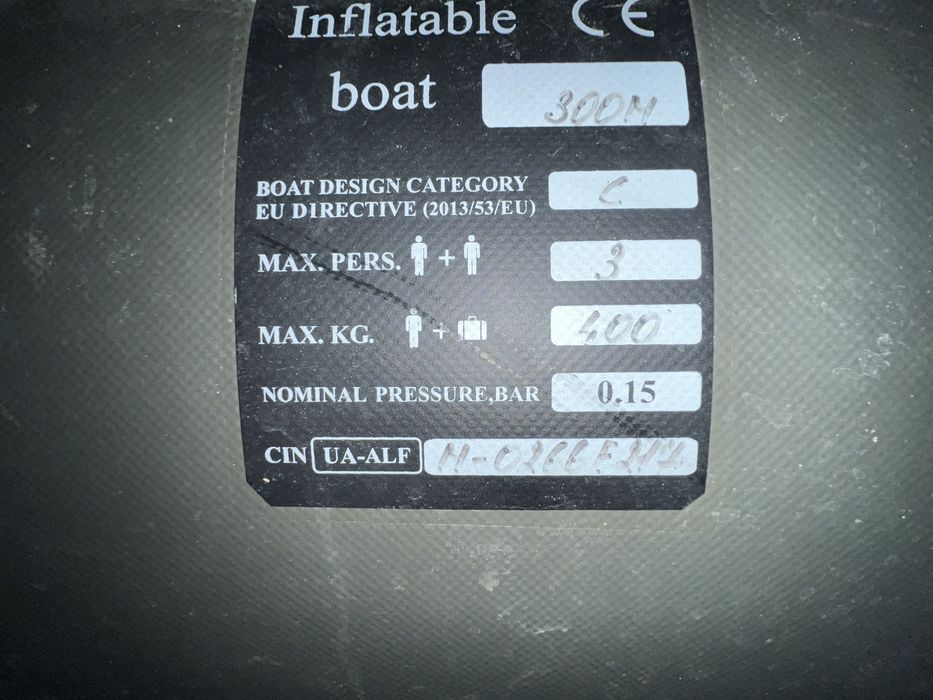 Inflatable CE
boat 300M
BOAT DESIGN CATEGORY C
EU DIRECTIVE (2013/53/EU)
MAX. PERS. + 3
MAX. KG. + 400
NOMINAL PRESSURE,BAR 0.15
CIN UA-ALF